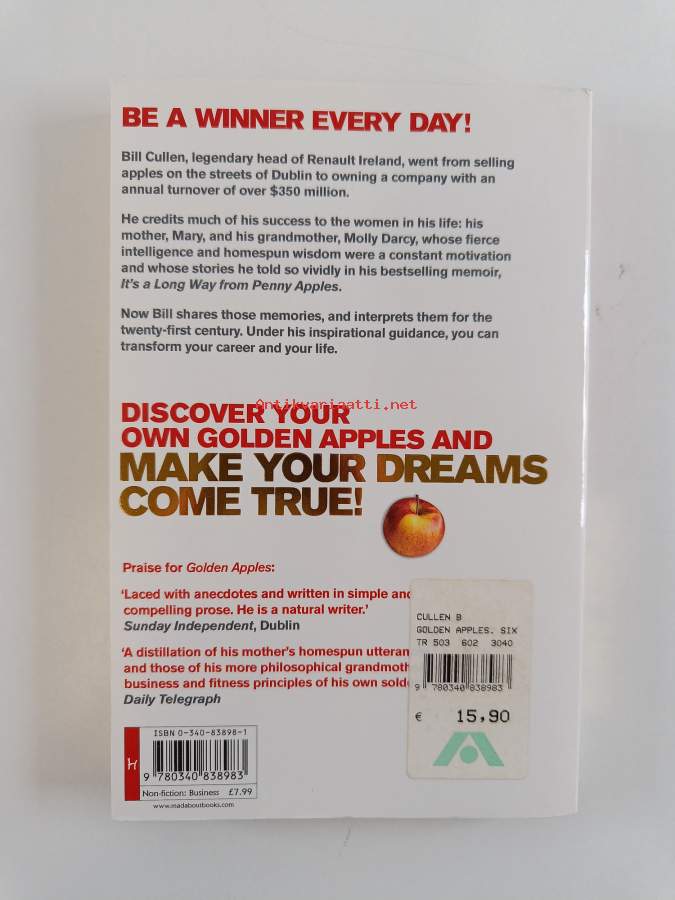 BE A WINNER EVERY DAY!
Bill Cullen, legendary head of Renault Ireland, went from selling
apples on the streets of Dublin to owning a company with an
annual turnover of over $350 million.
He credits much of his success to the women in his life: his
mother, Mary, and his grandmother, Molly Darcy, whose fierce
intelligence and homespun wisdom were a constant motivation
and whose stories he told so vividly in his bestselling memoir,
It's a Long Way from Penny Apples.
Now Bill shares those memories, and interprets them for the
twenty-first century. Under his inspirational guidance, you can
transform your career and your life.
Antikvariaatti.net
DISCOVER YOUR
OWN GOLDEN APPLES AND
MAKE YOUR DREAMS
COME TRUE!
Praise for Golden Apples:
'Laced with anecdotes and written in simple and
compelling prose. He is a natural writer.'
Sunday Independent, Dublin
'A distillation of his mother's homespun utteran
and those of his more philosophical grandmoth
business and fitness principles of his own
Daily Telegraph
CULLEN B
GOLDEN APPLES. SIX
TR 503 602 3040
9 780340 838983
€ 15,90
ISBN 0-340-83898-1
H
9 780340 838983
Non-fiction: Business £7.99
www.madaboutbooks.com